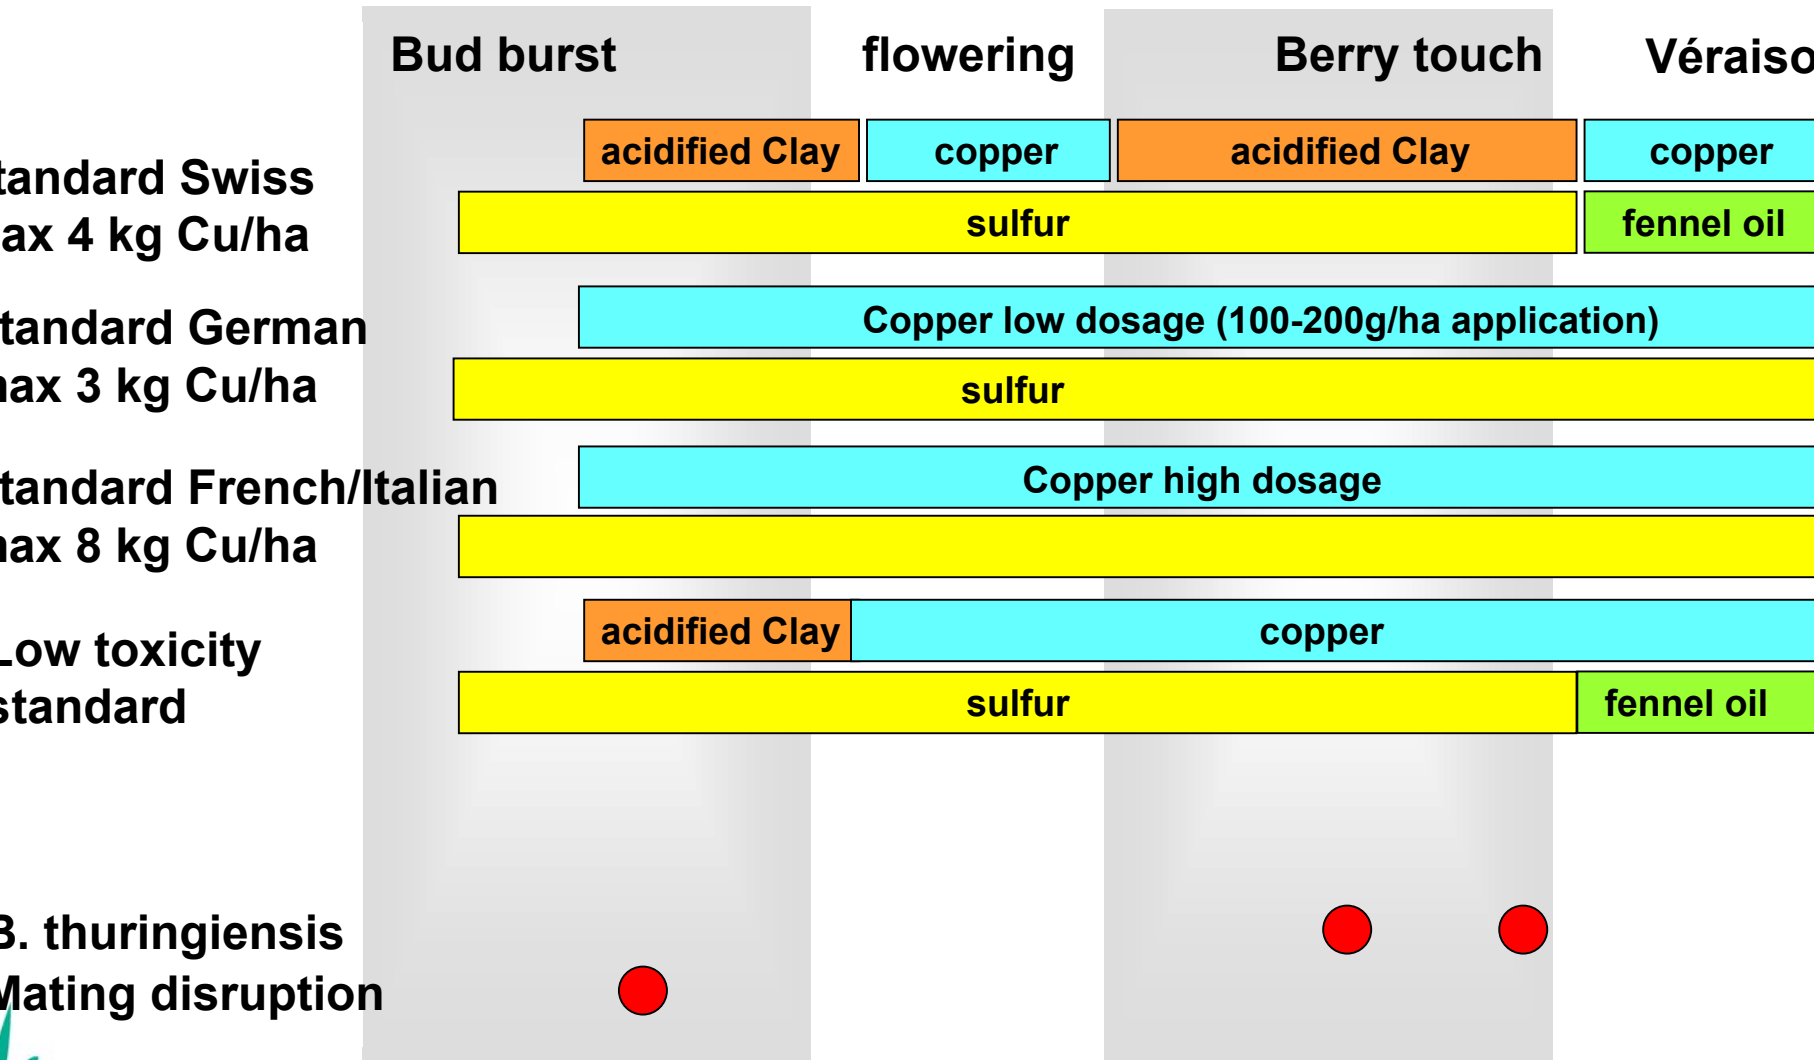 Bud burst flowering Berry touch Véraiso
acidified Clay copper acidified Clay copper
tandard Swiss
ax 4 kg Cu/ha
sulfur fennel oil
tandard German
max 3 kg Cu/ha
Copper low dosage (100-200g/ha application)
sulfur
tandard French/Italian
max 8 kg Cu/ha
Copper high dosage
Low toxicity
standard
acidified Clay copper
sulfur fennel oil
B. thuringiensis
Mating disruption